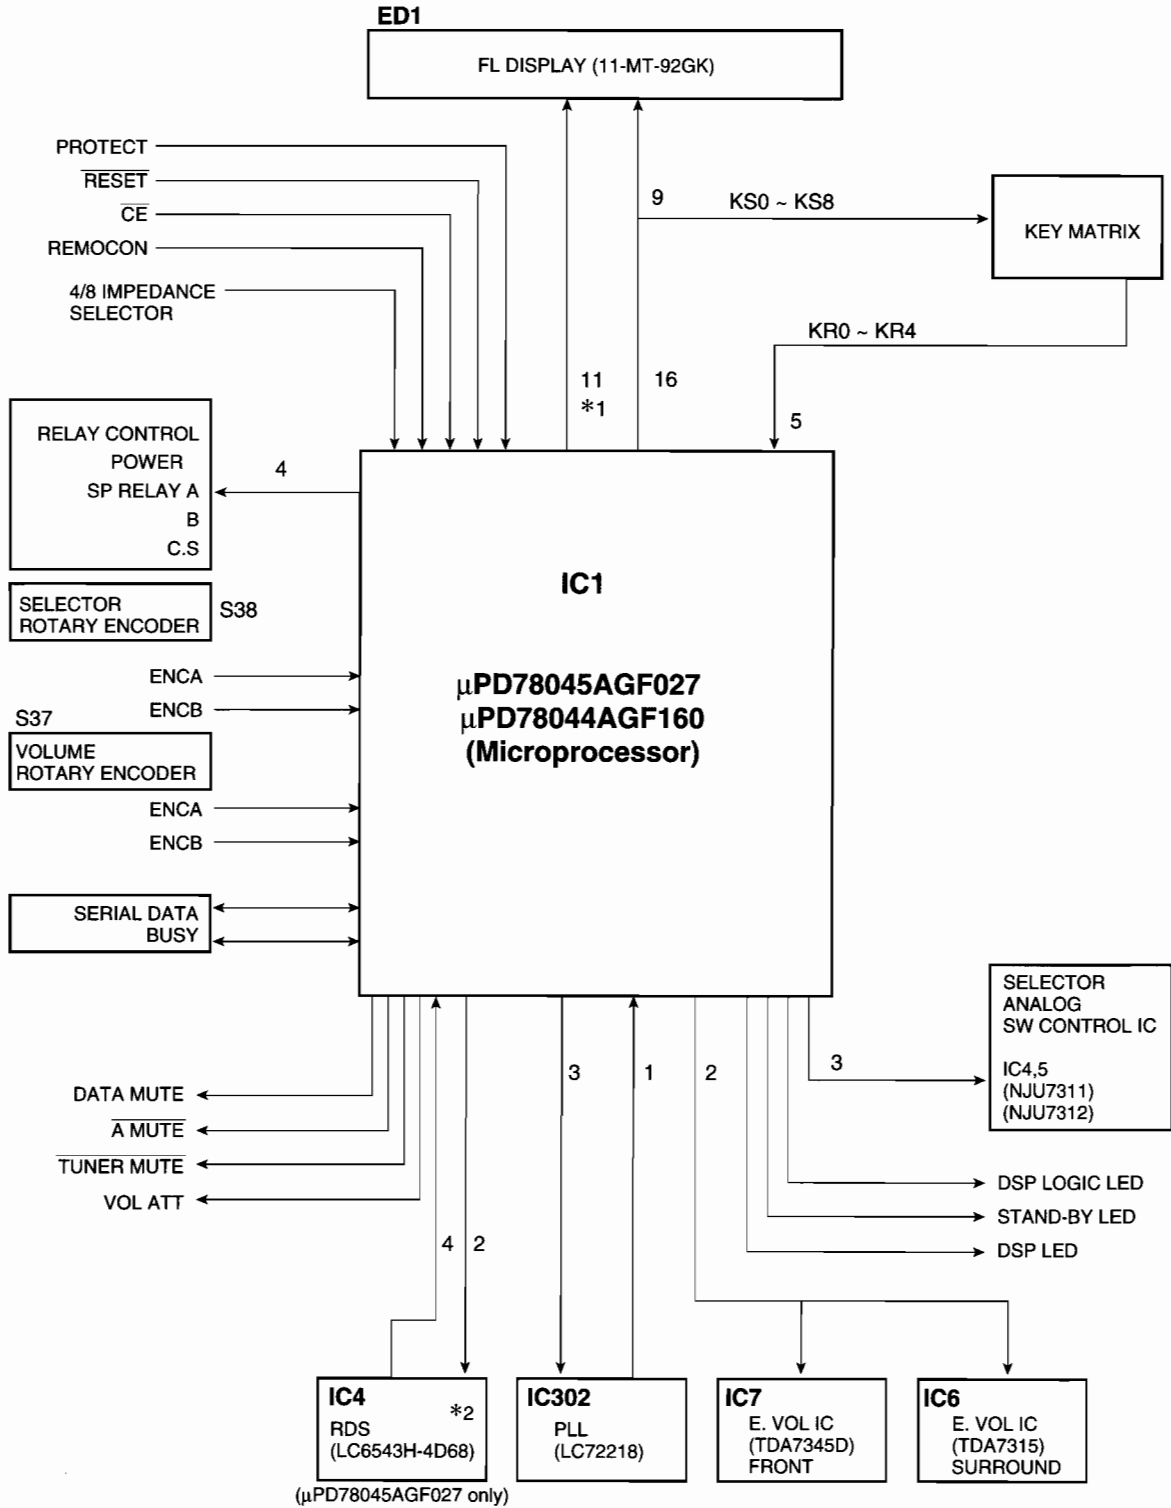 ED1
FL DISPLAY (11-MT-92GK)
PROTECT
RESET
CE
REMOCON
4/8 IMPEDANCE
SELECTOR
9
KS0 ~ KS8
KEY MATRIX
KR0 ~ KR4
11
*1
16
5
RELAY CONTROL
POWER
SP RELAY A
B
C.S
4
SELECTOR
ROTARY ENCODER
S38
ENCA
ENCB
S37
VOLUME
ROTARY ENCODER
ENCA
ENCB
SERIAL DATA
BUSY
IC1
µPD78045AGF027
µPD78044AGF160
(Microprocessor)
SELECTOR
ANALOG
SW CONTROL IC
IC4,5
(NJU7311)
(NJU7312)
3
1
2
3
DATA MUTE
A MUTE
TUNER MUTE
VOL ATT
4
2
DSP LOGIC LED
STAND-BY LED
DSP LED
IC4
*2
RDS
(LC6543H-4D68)
(µPD78045AGF027 only)
IC302
PLL
(LC72218)
IC7
E. VOL IC
(TDA7345D)
FRONT
IC6
E. VOL IC
(TDA7315)
SURROUND